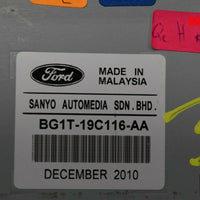 Ford
MADE IN
MALAYSIA
SANYO AUTOMEDIA SDN. BHD.
BG1T-19C116-AA
DECEMBER 2010